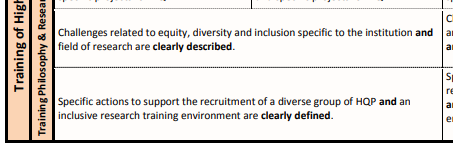 Training of High
Training Philosophy & Resear
Challenges related to equity, diversity and inclusion specific to the institution and
field of research are clearly described.
Specific actions to support the recruitment of a diverse group of HQP and an
inclusive research training environment are clearly defined.